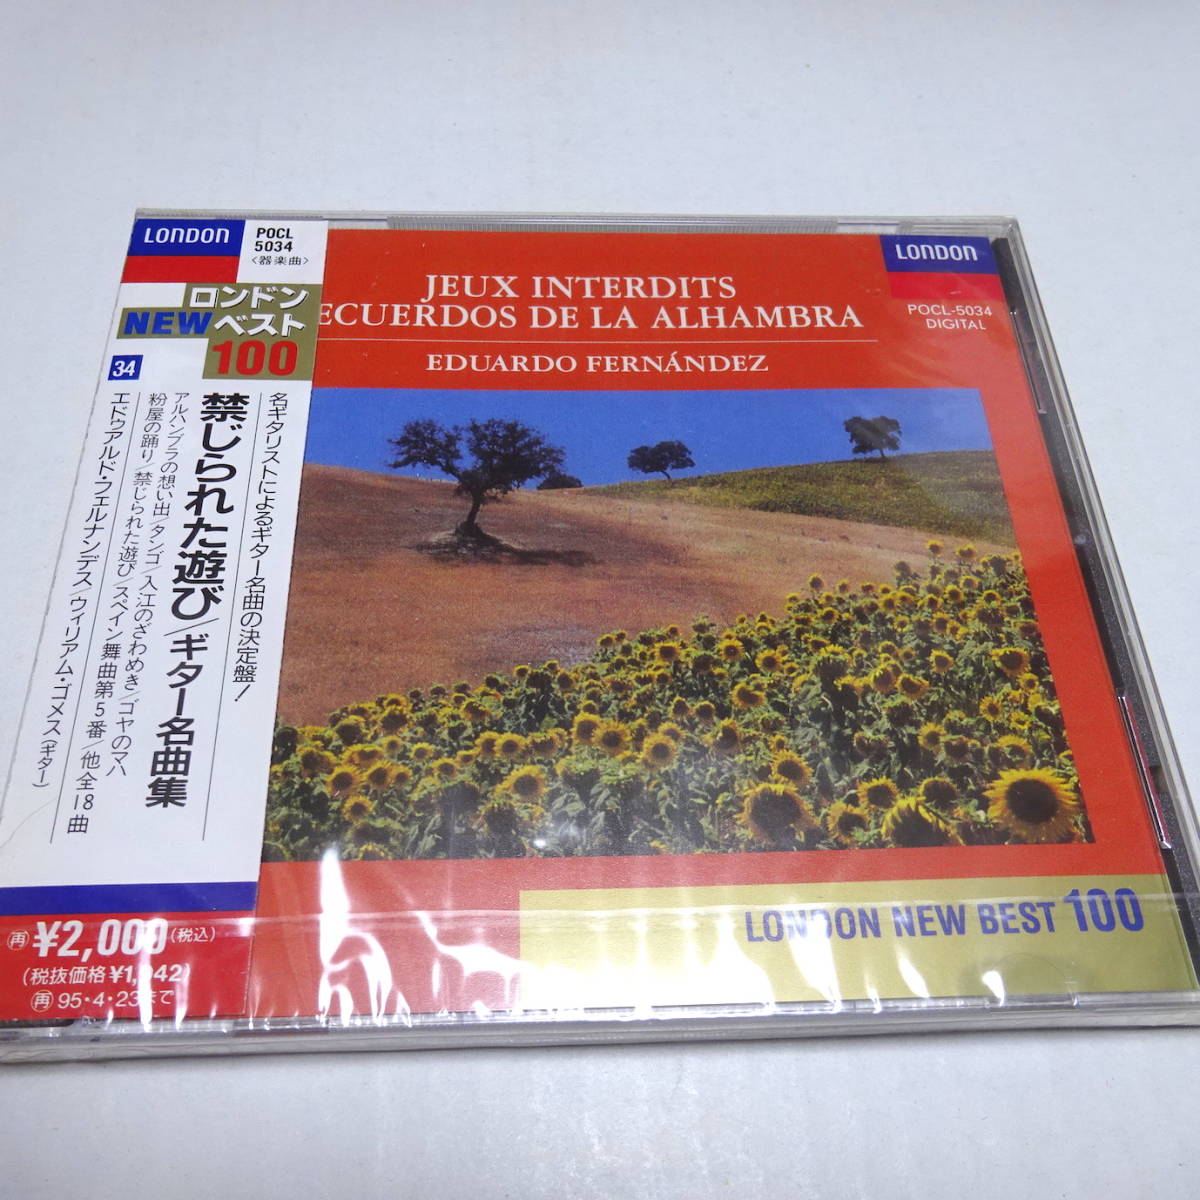 LONDON
POCL
5034
〈器楽曲〉
ロンドン
NEWベスト
100
34
名ギタリストによるギター名曲の決定盤!
禁じられた遊び/ギター名曲集
アルハンブラの想い出/タンゴ/入江のざわめき/ゴヤのマハ
粉屋の踊り/禁じられた遊び/スペイン舞曲第5番/他全18曲
エドゥアルド・フェルナンデス/ウィリアム・ゴメス(ギター)
再 ¥2,000(税込)
(税抜価格¥1,942)
再 95・4・23まで
JEUX INTERDITS
ECUERDOS DE LA ALHAMBRA
EDUARDO FERNÁNDEZ
LONDON
POCL-5034
DIGITAL
LONDON NEW BEST 100